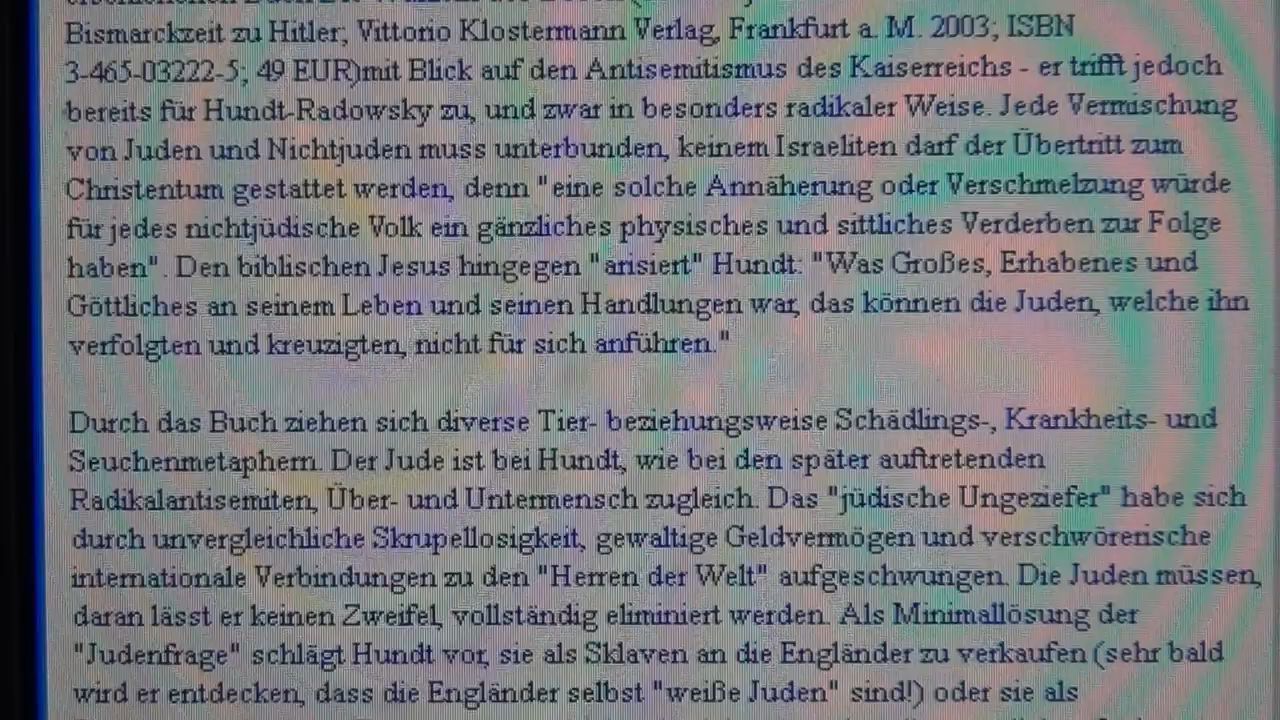 Bismarckzeit zu Hitler; Vittorio Klostermann Verlag, Frankfurt a. M. 2003; ISBN
3-465-03222-5; 49 EUR)mit Blick auf den Antisemitismus des Kaiserreichs - er trifft jedoch
bereits für Hundt-Radowsky zu, und zwar in besonders radikaler Weise. Jede Vermischung
von Juden und Nichtjuden muss unterbunden, keinem Israeliten darf der Übertritt zum
Christentum gestattet werden, denn "eine solche Annäherung oder Verschmelzung würde
für jedes nichtjüdische Volk ein gänzliches physisches und sittliches Verderben zur Folge
haben". Den biblischen Jesus hingegen "arisiert" Hundt: "Was Großes, Erhabenes und
Göttliches an seinem Leben und seinen Handlungen war, das können die Juden, welche ihn
verfolgten und kreuzigten, nicht für sich anführen."
Durch das Buch ziehen sich diverse Tier- beziehungsweise Schädlings-, Krankheits- und
Seuchenmetaphern. Der Jude ist bei Hundt, wie bei den später auftretenden
Radikalantisemiten, Über- und Untermensch zugleich. Das "jüdische Ungeziefer" habe sich
durch unvergleichliche Skrupellosigkeit, gewaltige Geldvermögen und verschwörerische
internationale Verbindungen zu den "Herren der Welt" aufgeschwungen. Die Juden müssen,
daran lässt er keinen Zweifel, vollständig eliminiert werden. Als Minimallösung der
"Judenfrage" schlägt Hundt vor, sie als Sklaven an die Engländer zu verkaufen (sehr bald
wird er entdecken, dass die Engländer selbst "weiße Juden" sind!) oder sie als